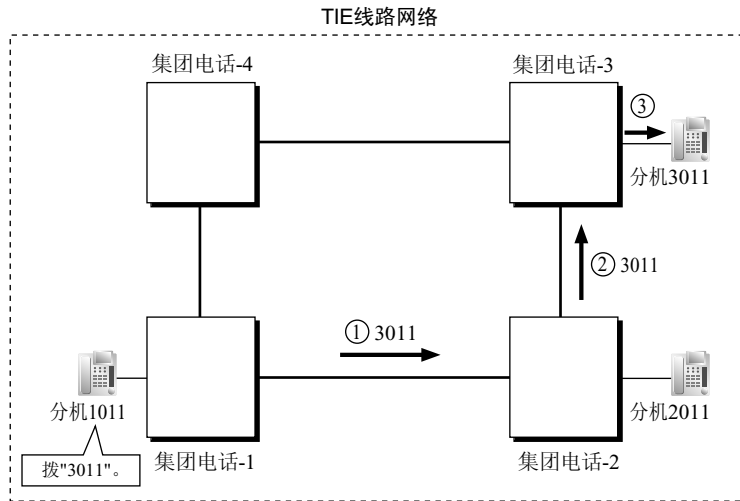 TIE线路网络
集团电话-4
集团电话-3
③
分机3011
② 3011
① 3011
分机1011
分机2011
拨"3011"。
集团电话-1
集团电话-2